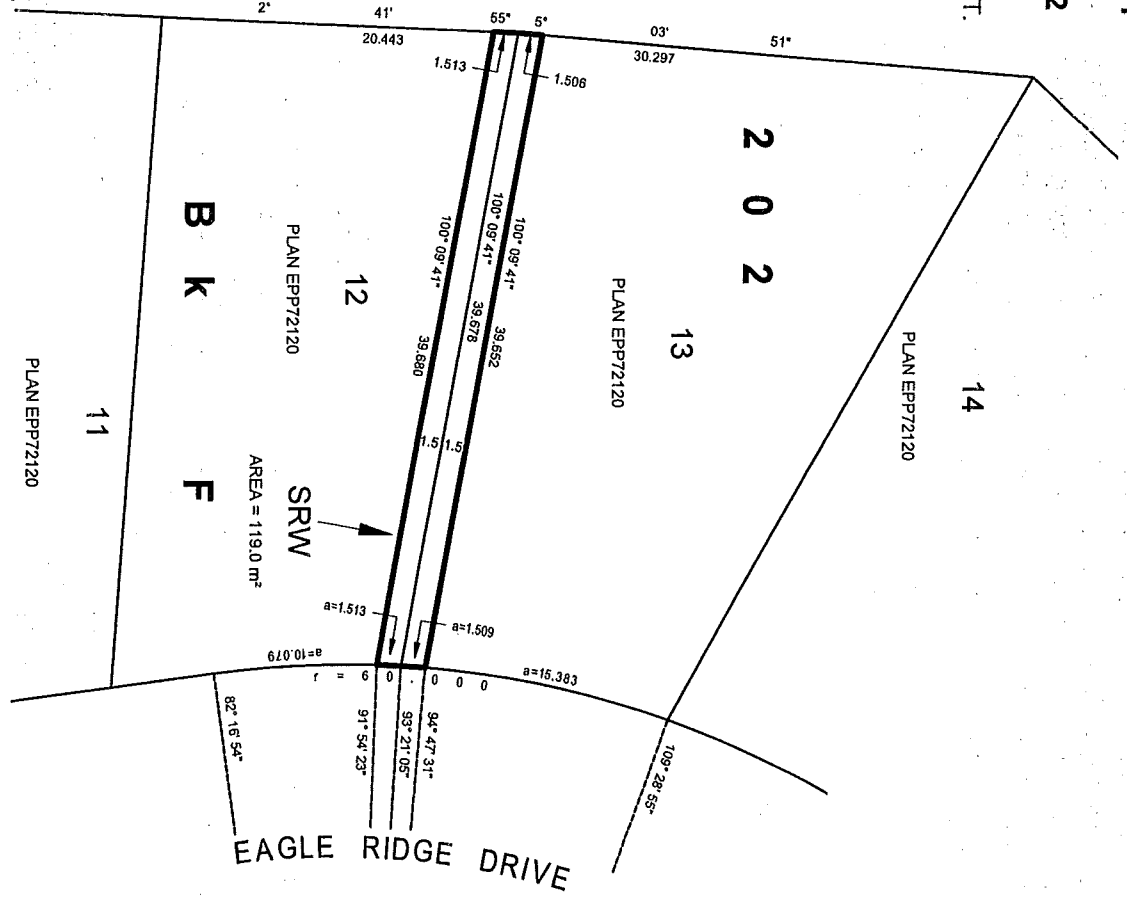 2
T.
2° 41' 55"
20.443
5° 03' 51"
30.297
1.513
1.506
2 0 2
100° 09' 41"
100° 09' 41"
100° 09' 41"
39.680
39.678
39.652
1.5
1.5
Bk F
12
PLAN EPP72120
13
PLAN EPP72120
14
PLAN EPP72120
11
PLAN EPP72120
SRW
AREA = 119.0 m²
a=1.513
a=1.509
a=10.079
r = 60.000
a=15.383
82° 16' 54"
91° 54' 23"
93° 21' 05"
94° 47' 31"
109° 28' 55"
EAGLE RIDGE DRIVE